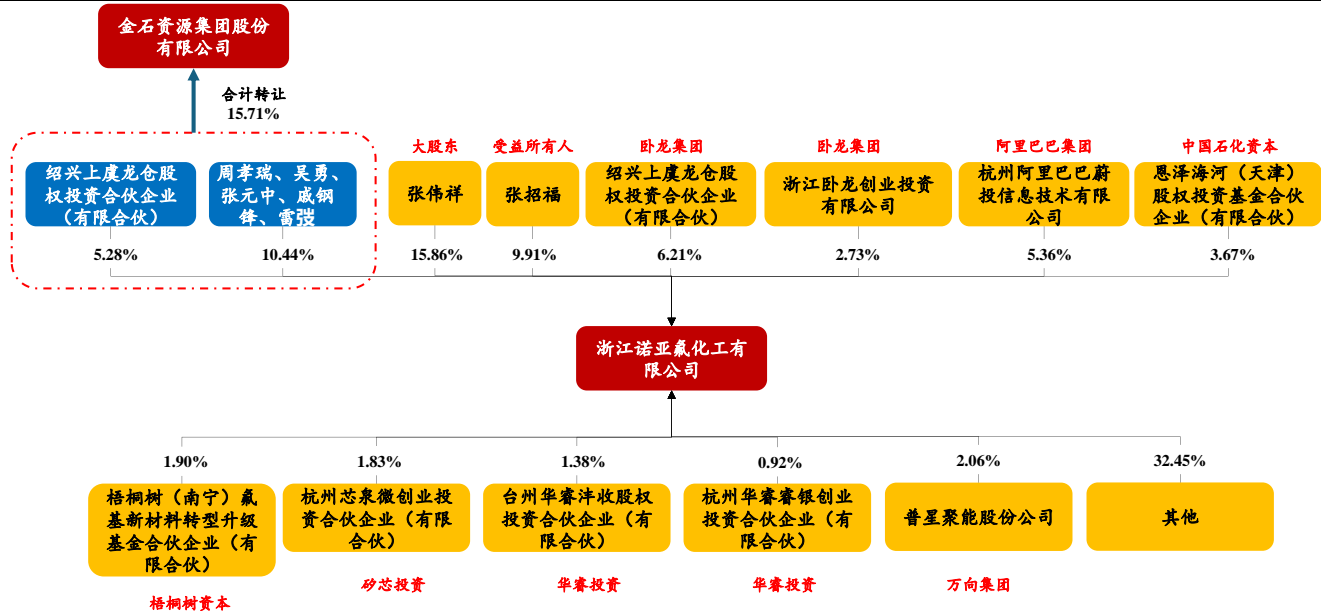 金石资源集团股份
有限公司
合计转让
15.71%
大股东
受益所有人
卧龙集团
卧龙集团
阿里巴巴集团
中国石化资本
绍兴上虞龙仓股
权投资合伙企业
(有限合伙)
周孝瑞、吴勇、
张元中、戚钢
锋、雷强
张伟祥
张招福
绍兴上虞龙仓股
权投资合伙企业
(有限合伙)
浙江卧龙创业投资
有限公司
杭州阿里巴巴蔚
投信息技术有限
公司
恩泽海河（天津）
股权投资基金合伙
企业（有限合伙）
5.28%
10.44%
15.86%
9.91%
6.21%
2.73%
5.36%
3.67%
浙江诺亚氟化工有
限公司
1.90%
1.83%
1.38%
0.92%
2.06%
32.45%
梧桐树（南宁）氟
基新材料转型升级
基金合伙企业（有
限合伙）
杭州芯泉微创业投
资合伙企业（有限
合伙）
台州华睿沣收股权
投资合伙企业（有
限合伙）
杭州华睿睿银创业
投资合伙企业（有
限合伙）
普星聚能股份公司
其他
梧桐树资本
矽芯投资
华睿投资
华睿投资
万向集团